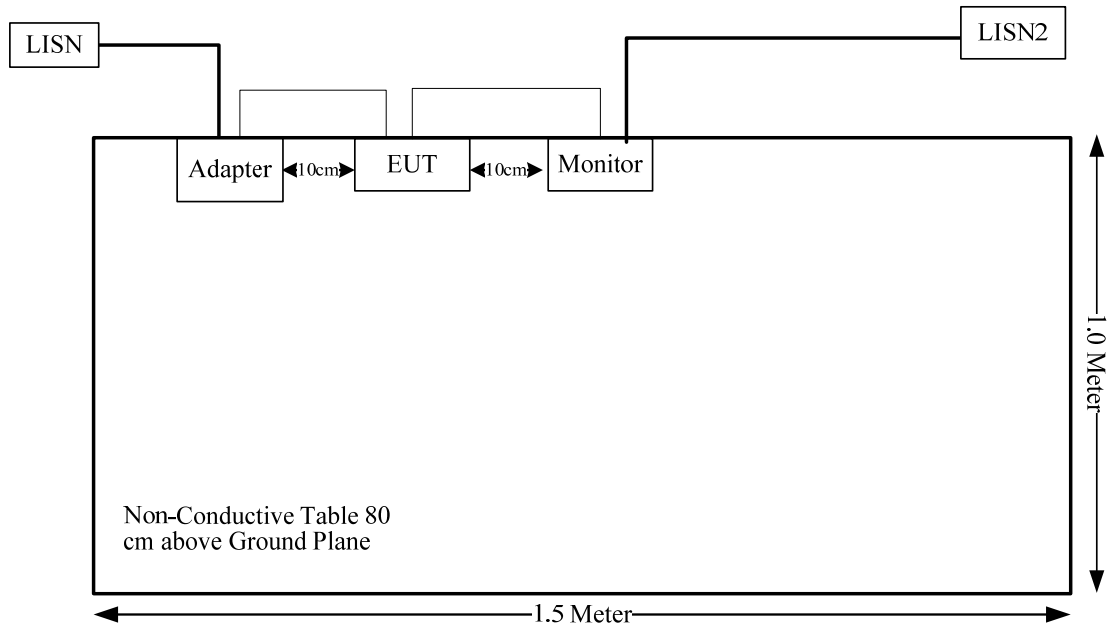 LISN
LISN2
Adapter
10cm
EUT
10cm
Monitor
1.0 Meter
Non-Conductive Table 80
cm above Ground Plane
1.5 Meter